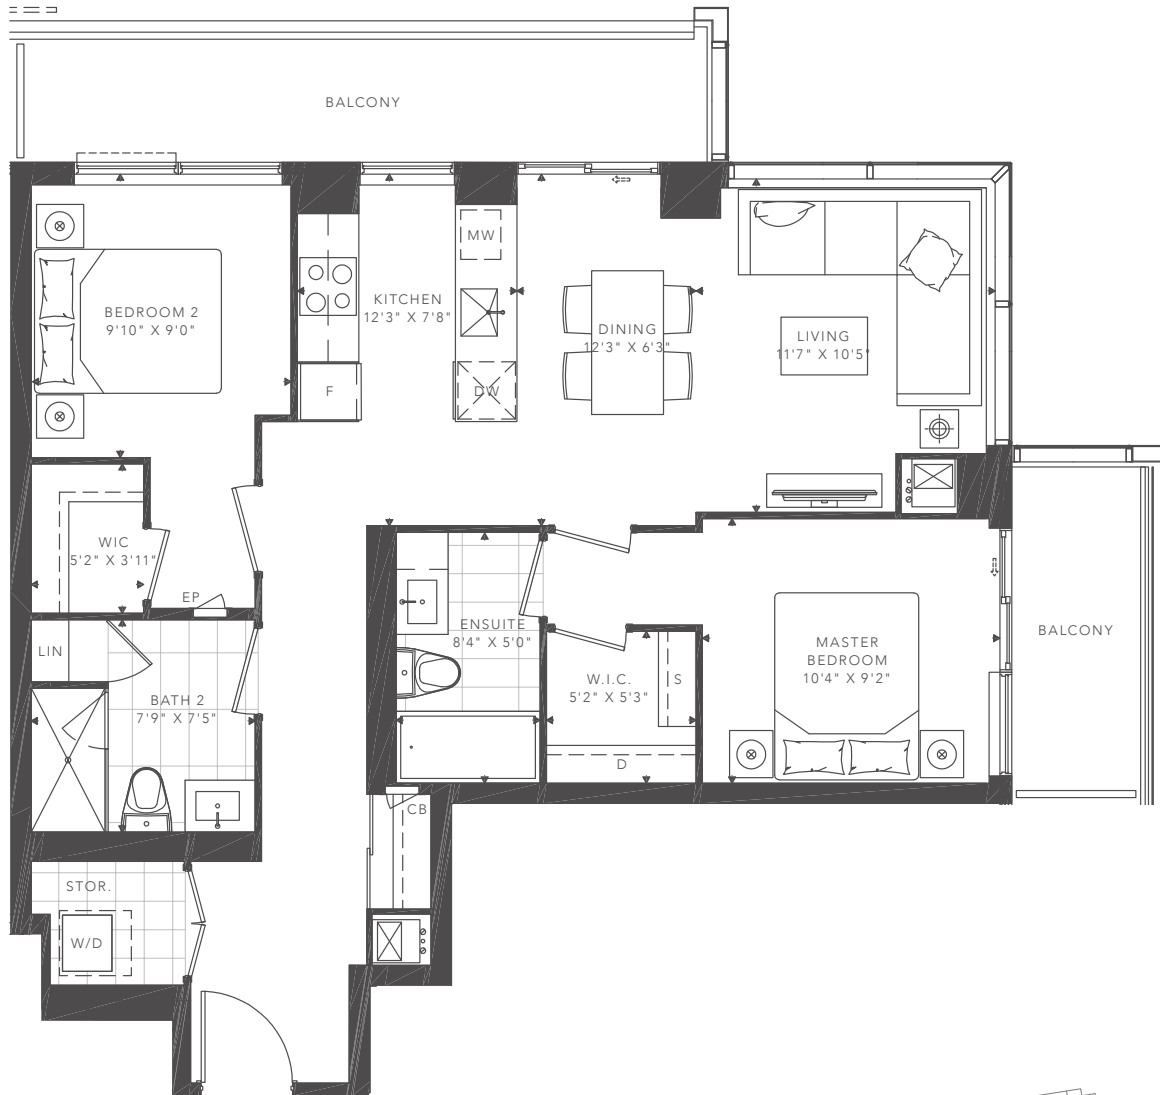 BALCONY
MW
BEDROOM 2
9'10" X 9'0"
KITCHEN
12'3" X 7'8"
DINING
12'3" X 6'3"
LIVING
11'7" X 10'5"
F
DW
WIC
5'2" X 3'11"
EP
ENSUITE
8'4" X 5'0"
LIN
BATH 2
7'9" X 7'5"
W.I.C.
5'2" X 5'3"
S
D
MASTER
BEDROOM
10'4" X 9'2"
BALCONY
CB
STOR.
W/D